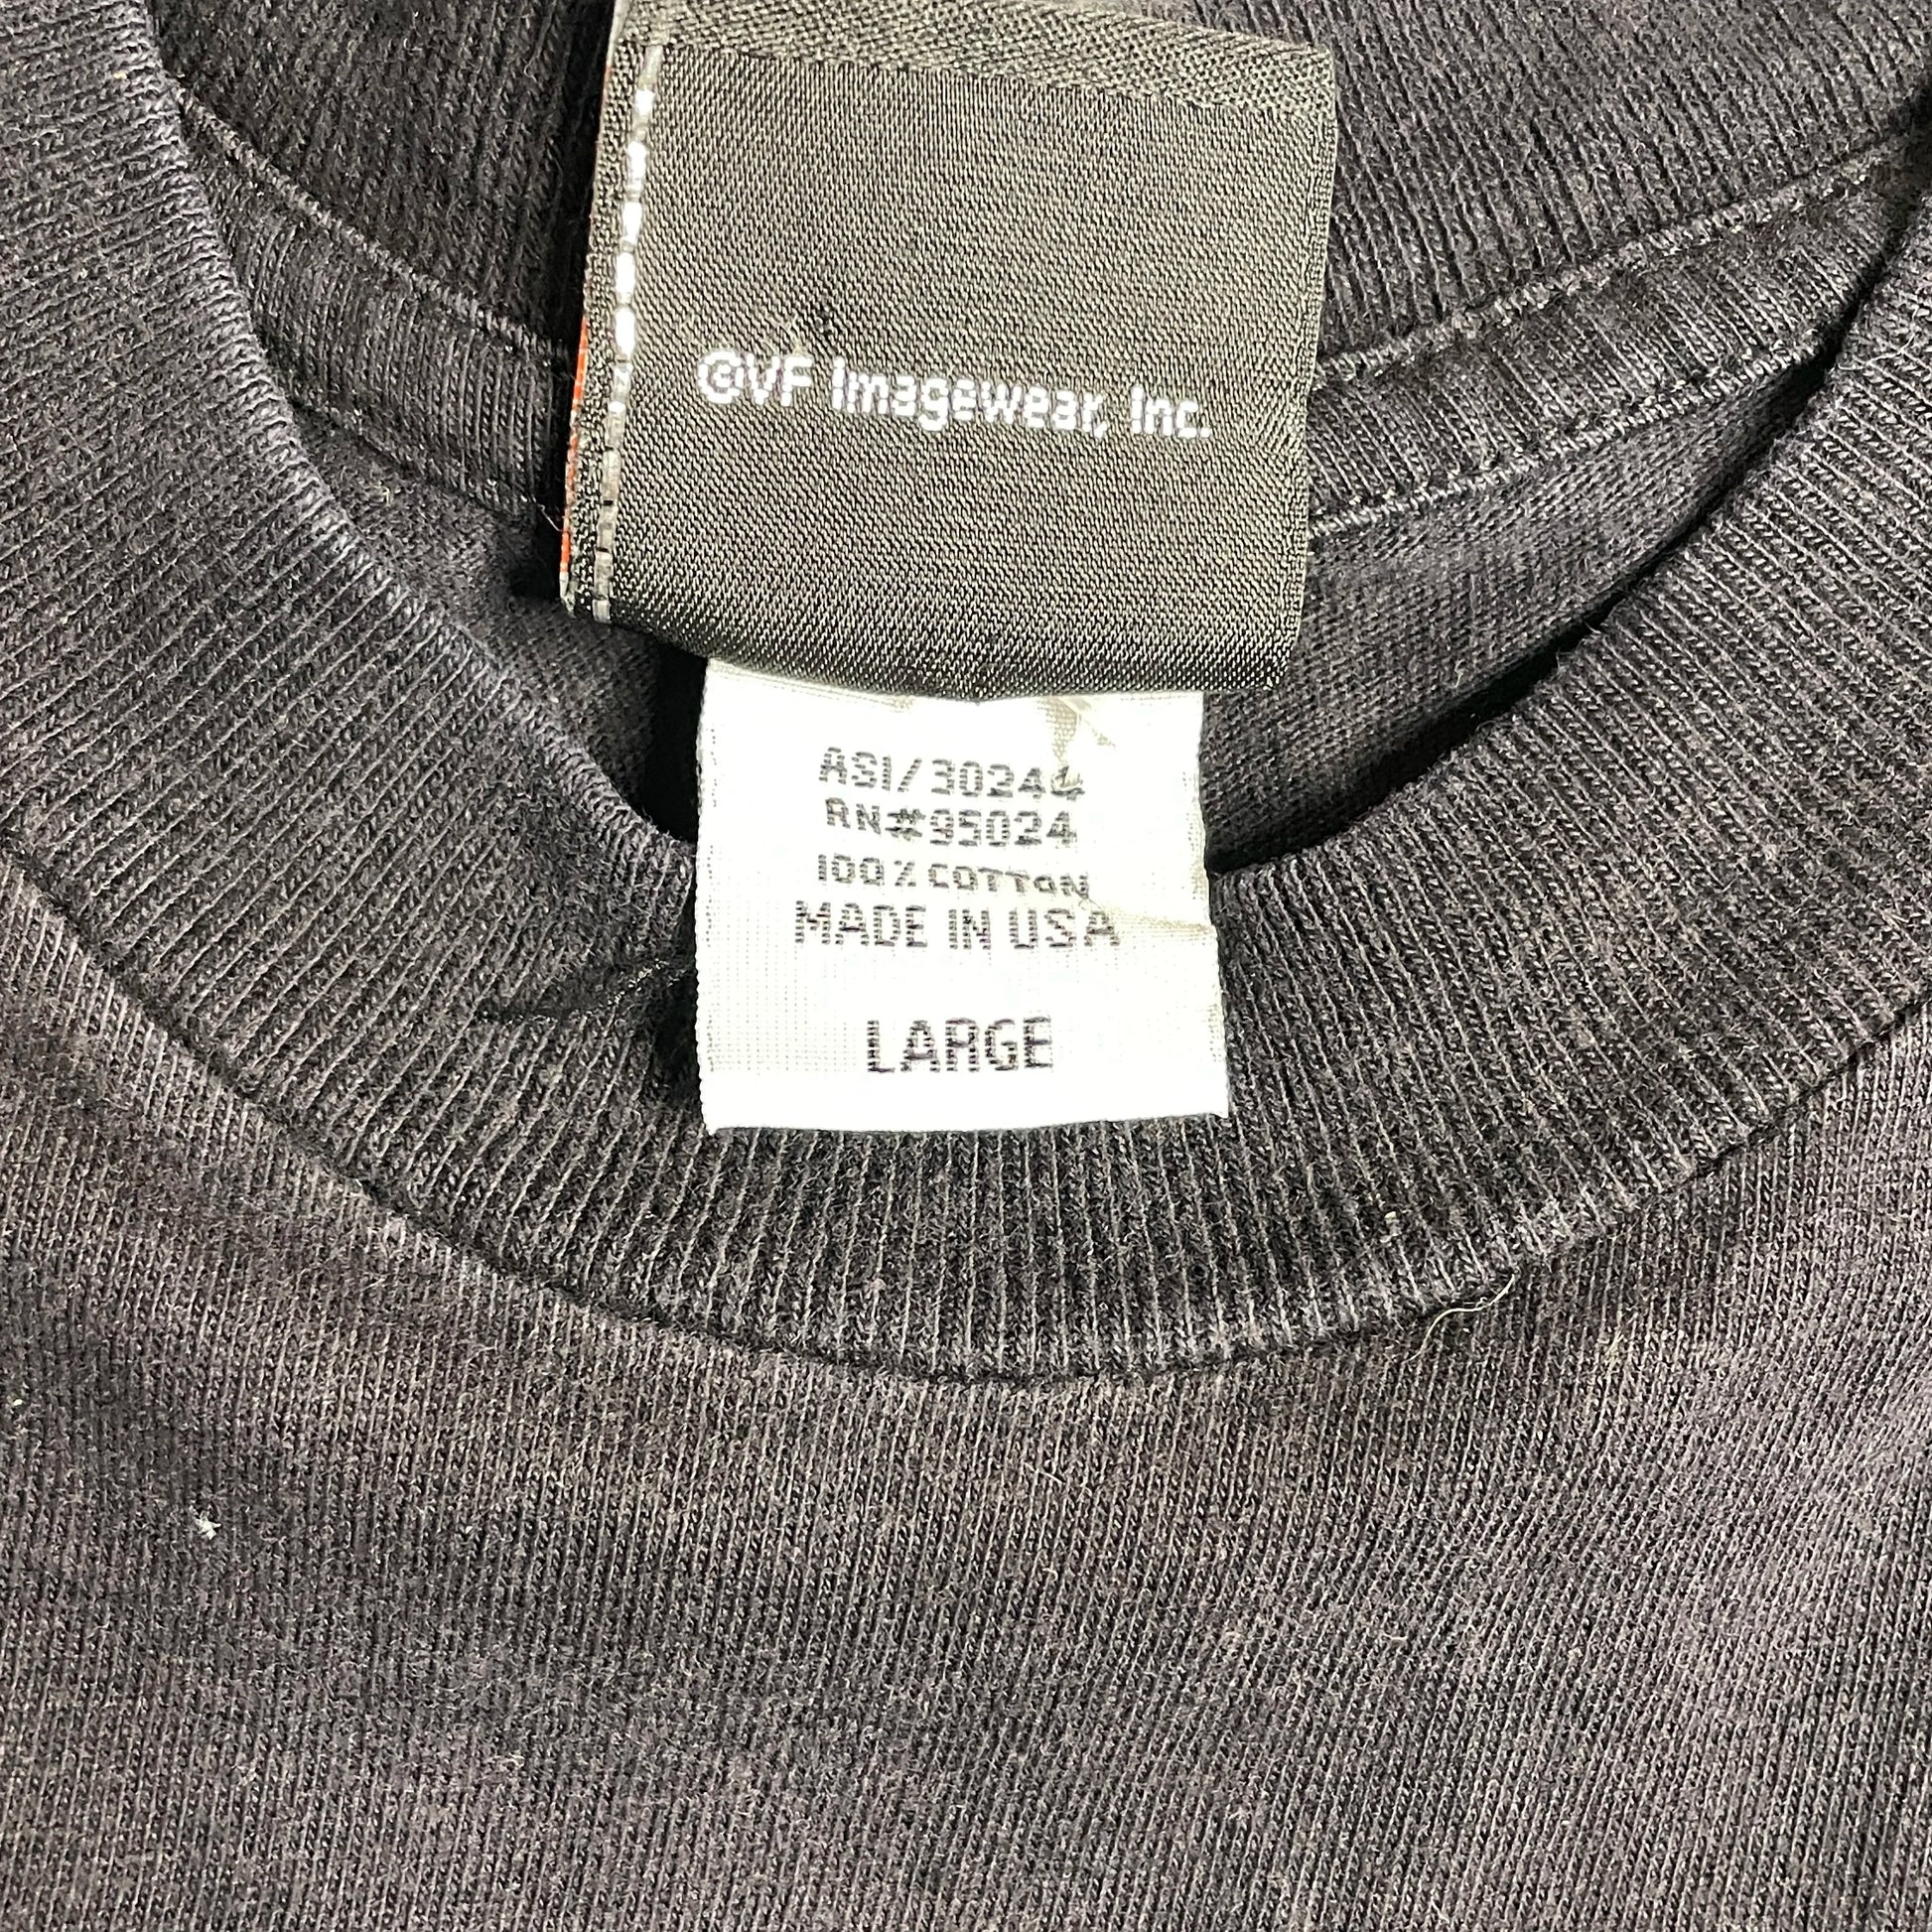 ©VF Imagewear, Inc.
ASI/30244
RN#95024
100% COTTON
MADE IN USA
LARGE